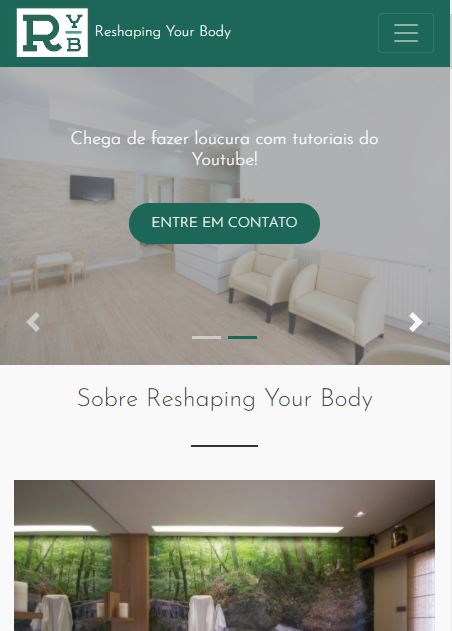 RYB
Reshaping Your Body
Chega de fazer loucura com tutoriais do
Youtube!
ENTRE EM CONTATO
Sobre Reshaping Your Body